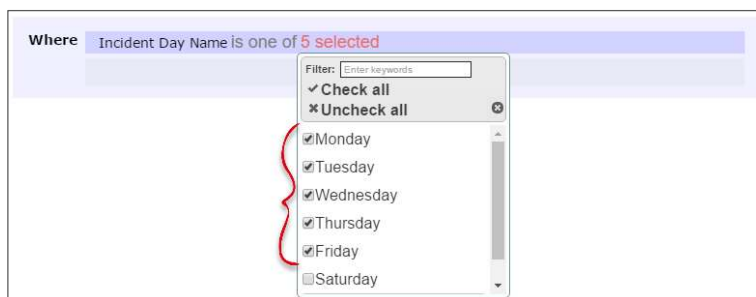 Where Incident Day Name is one of 5 selected
Filter: Enter keywords
Check all
Uncheck all
Monday
Tuesday
Wednesday
Thursday
Friday
Saturday